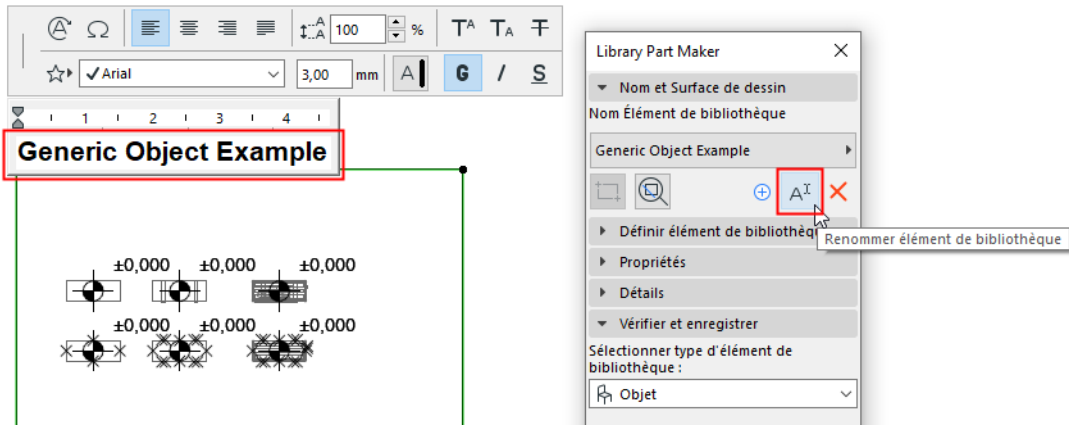 100 %
Arial
3,00 mm
A
G I S
1 2 3 4
Generic Object Example
±0,000 ±0,000 ±0,000
±0,000 ±0,000 ±0,000
Library Part Maker
Nom et Surface de dessin
Nom Élément de bibliothèque
Generic Object Example
Renommer élément de bibliothèque
Définir élément de bibliothèq
Propriétés
Détails
Vérifier et enregistrer
Sélectionner type d'élément de
bibliothèque :
Objet